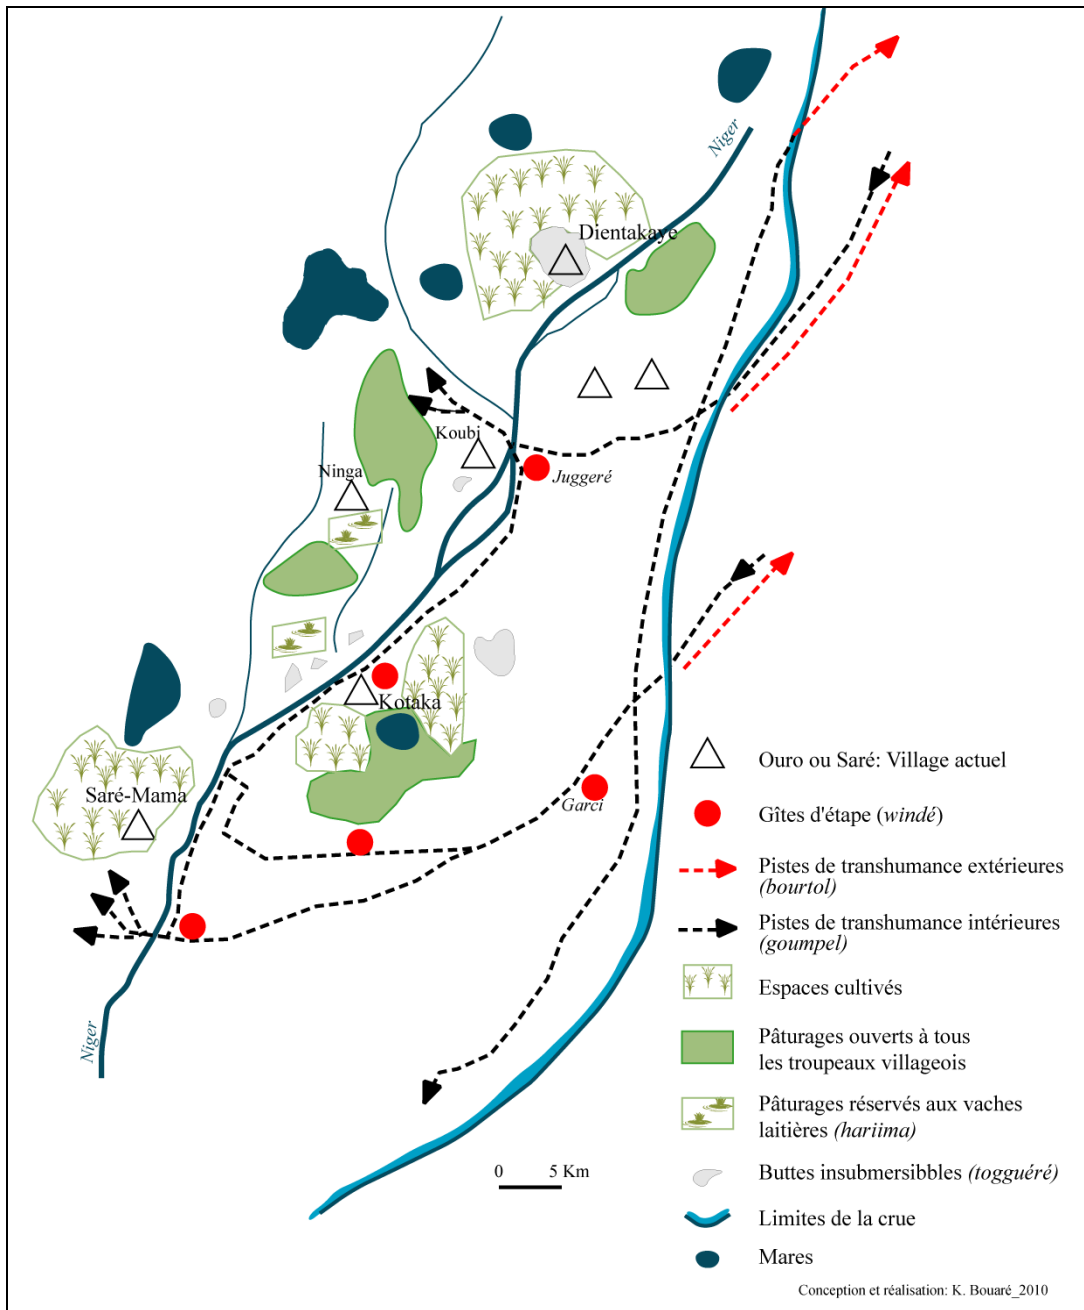 Niger
Dientakaye
Koubi
Ninga
Juggeré
Kotaka
Saré-Mama
Garci
Niger
Ouro ou Saré: Village actuel
Gîtes d'étape (windé)
Pistes de transhumance extérieures
(bourtol)
Pistes de transhumance intérieures
(goumpel)
Espaces cultivés
Pâturages ouverts à tous
les troupeaux villageois
Pâturages réservés aux vaches
laitières (hariima)
Buttes insubmersibbles (togguéré)
Limites de la crue
Mares
0 5 Km
Conception et réalisation: K. Bouaré_2010